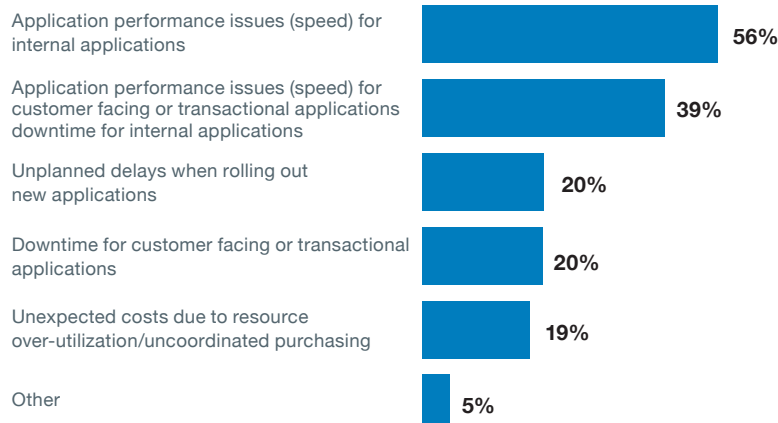 Application performance issues (speed) for
internal applications
56%
Application performance issues (speed) for
customer facing or transactional applications
downtime for internal applications
39%
Unplanned delays when rolling out
new applications
20%
Downtime for customer facing or transactional
applications
20%
Unexpected costs due to resource
over-utilization/uncoordinated purchasing
19%
Other
5%